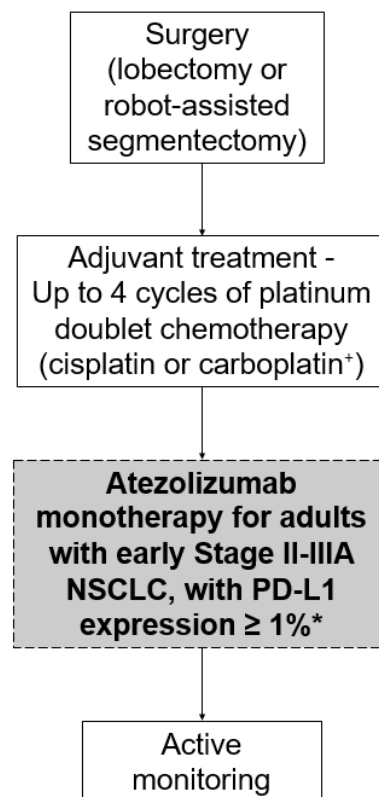 Surgery
(lobectomy or
robot-assisted
segmentectomy)
Adjuvant treatment -
Up to 4 cycles of platinum
doublet chemotherapy
(cisplatin or carboplatin⁺)
Atezolizumab
monotherapy for adults
with early Stage II-IIIA
NSCLC, with PD-L1
expression ≥ 1%*
Active
monitoring